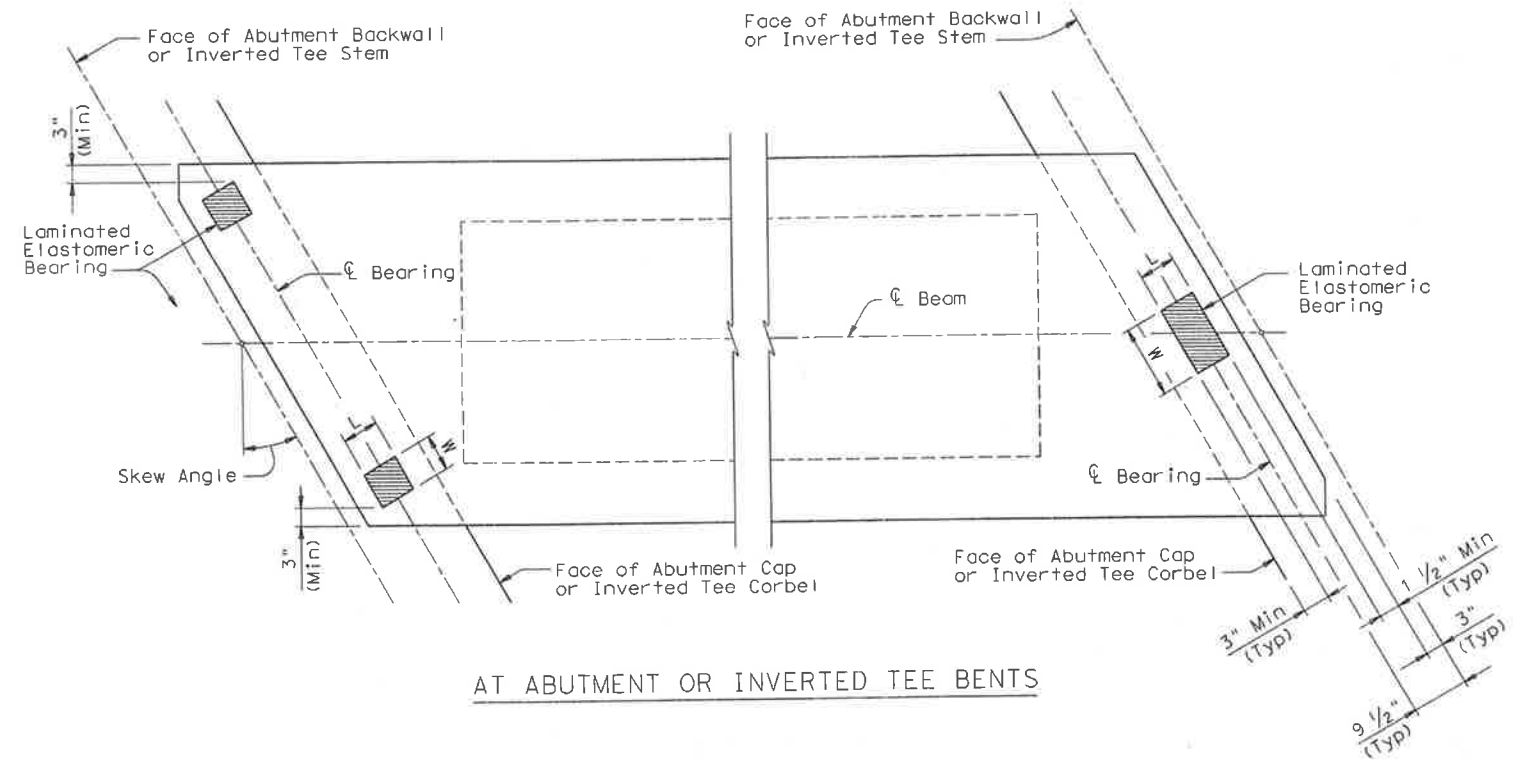 Face of Abutment Backwall
or Inverted Tee Stem
Face of Abutment Backwall
or Inverted Tee Stem
3"
(Min)
Laminated
Elastomeric
Bearing
℄ Bearing
℄ Beam
L
W
Laminated
Elastomeric
Bearing
L
W
Skew Angle
℄ Bearing
3"
(Min)
Face of Abutment Cap
or Inverted Tee Corbel
Face of Abutment Cap
or Inverted Tee Corbel
1 1/2" Min
(Typ)
3"
(Typ)
3" Min
(Typ)
9 1/2"
(Typ)
AT ABUTMENT OR INVERTED TEE BENTS